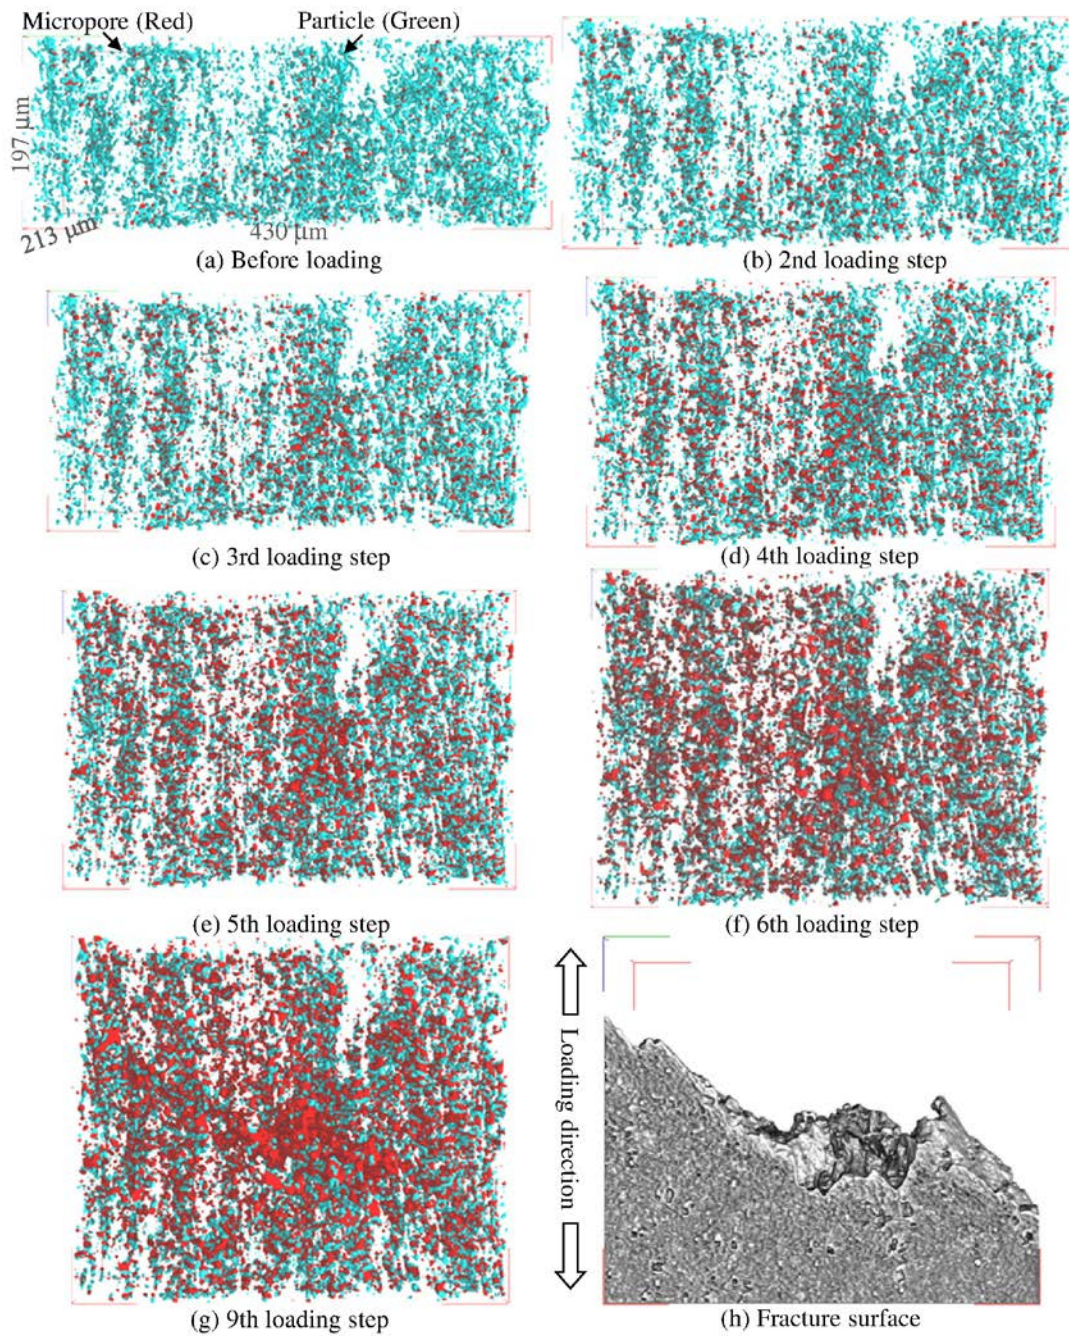 Micropore (Red) Particle (Green)
197 μm
213 μm
430 μm
(a) Before loading
(b) 2nd loading step
(c) 3rd loading step
(d) 4th loading step
(e) 5th loading step
(f) 6th loading step
Loading direction
(g) 9th loading step
(h) Fracture surface